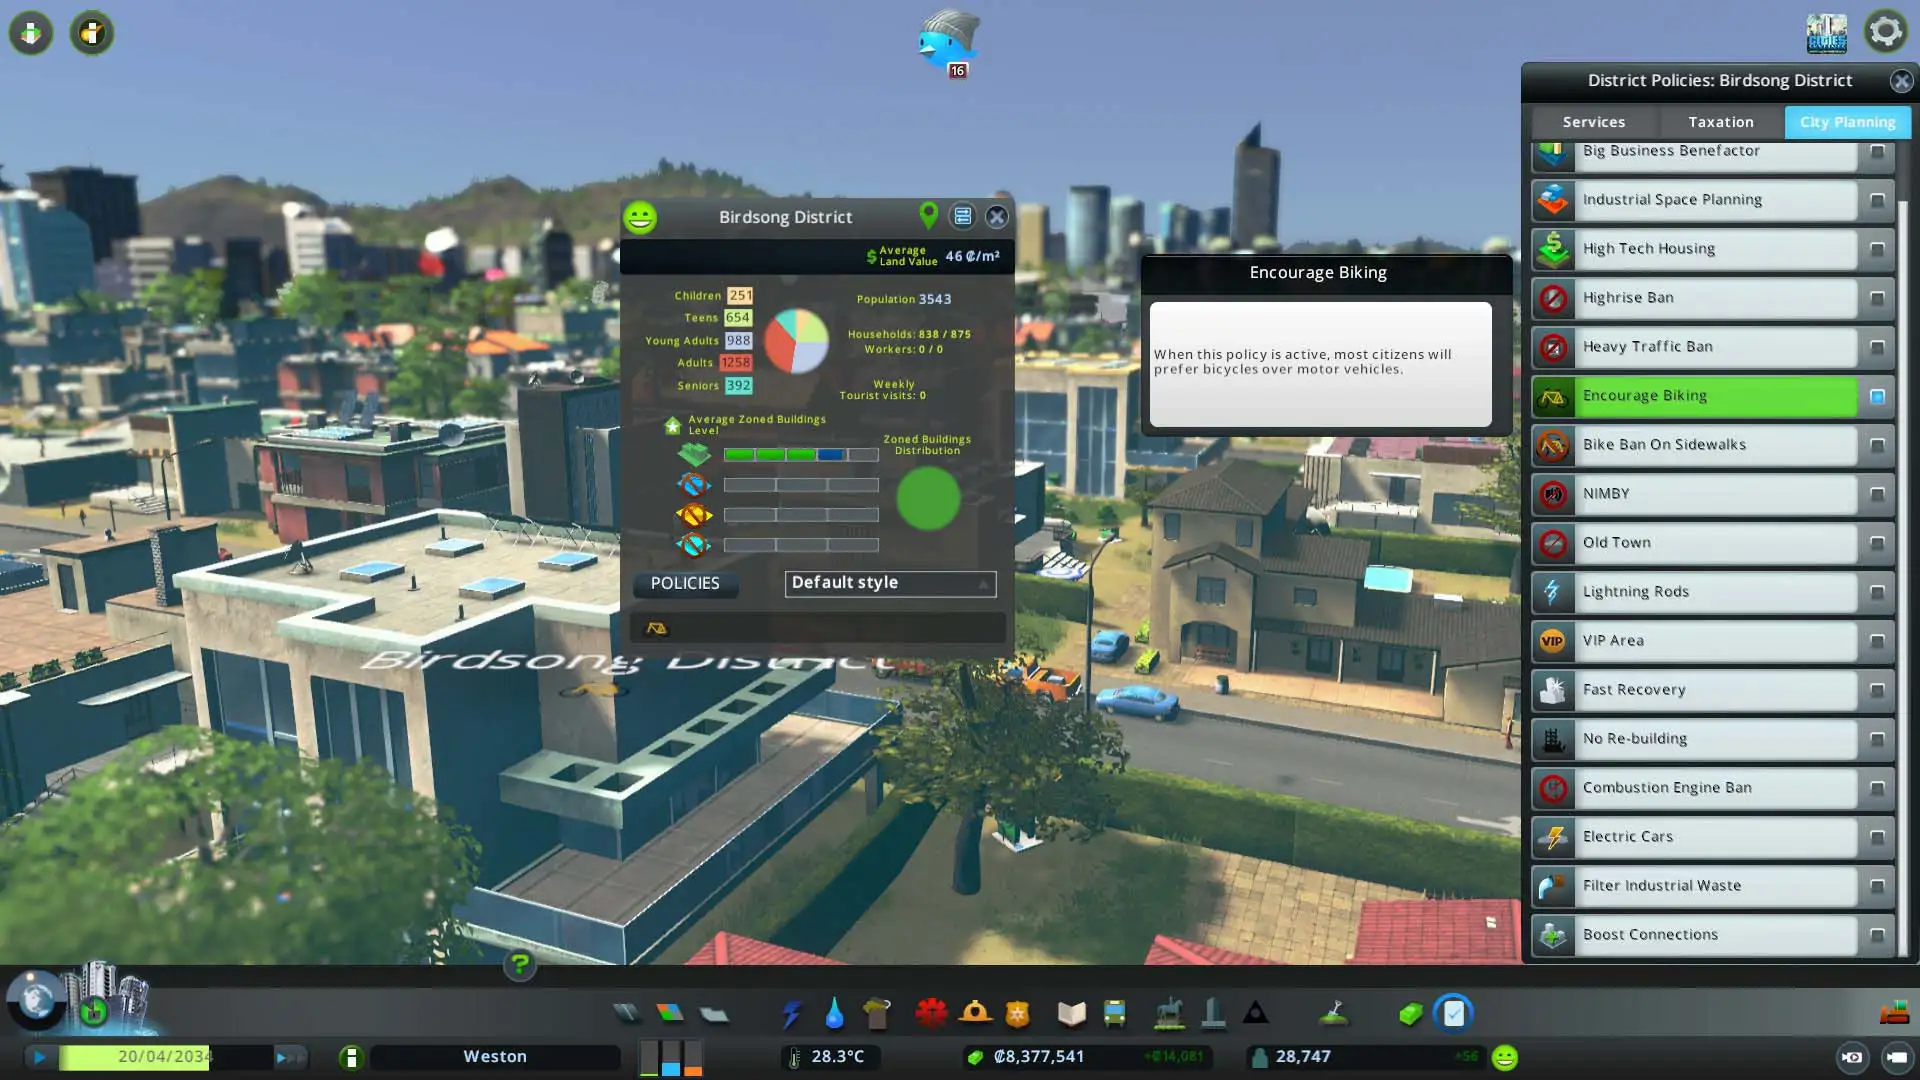 16
CITIES
District Policies: Birdsong District
Services
Taxation
City Planning
Big Business Benefactor
Industrial Space Planning
High Tech Housing
Highrise Ban
Heavy Traffic Ban
Encourage Biking
Bike Ban On Sidewalks
NIMBY
Old Town
Lightning Rods
VIP
VIP Area
Fast Recovery
No Re-building
Combustion Engine Ban
Electric Cars
Filter Industrial Waste
Boost Connections
Birdsong District
Average
Land Value
46 ₡/m²
Children 251
Teens 654
Young Adults 988
Adults 1258
Seniors 392
Population 3543
Households: 838 / 875
Workers: 0 / 0
Weekly
Tourist visits: 0
Average Zoned Buildings
Level
Zoned Buildings
Distribution
POLICIES
Default style
Encourage Biking
When this policy is active, most citizens will
prefer bicycles over motor vehicles.
Birdsong District
?
20/04/2034
Weston
28.3°C
₡8,377,541
+₡14,081
28,747
+56